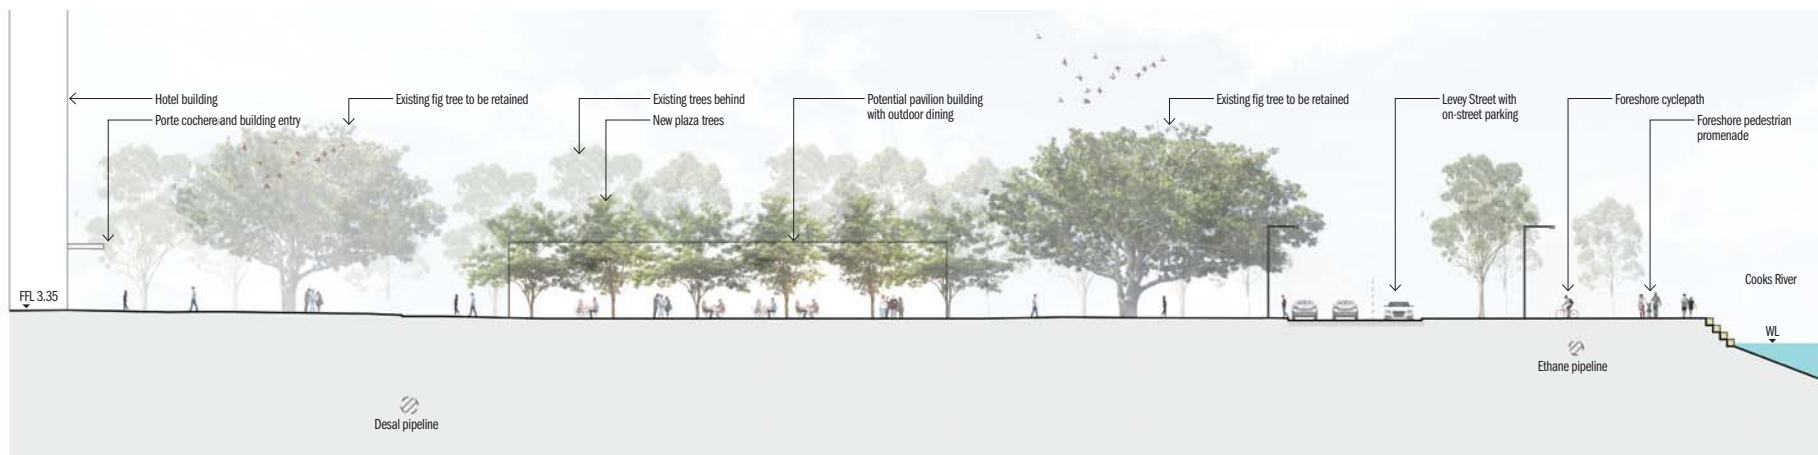 Hotel building
Porte cochere and building entry
Existing fig tree to be retained
Existing trees behind
New plaza trees
Potential pavilion building
with outdoor dining
Existing fig tree to be retained
Levey Street with
on-street parking
Foreshore cyclepath
Foreshore pedestrian
promenade
Cooks River
FFL 3.35
WL
Ethane pipeline
Desal pipeline